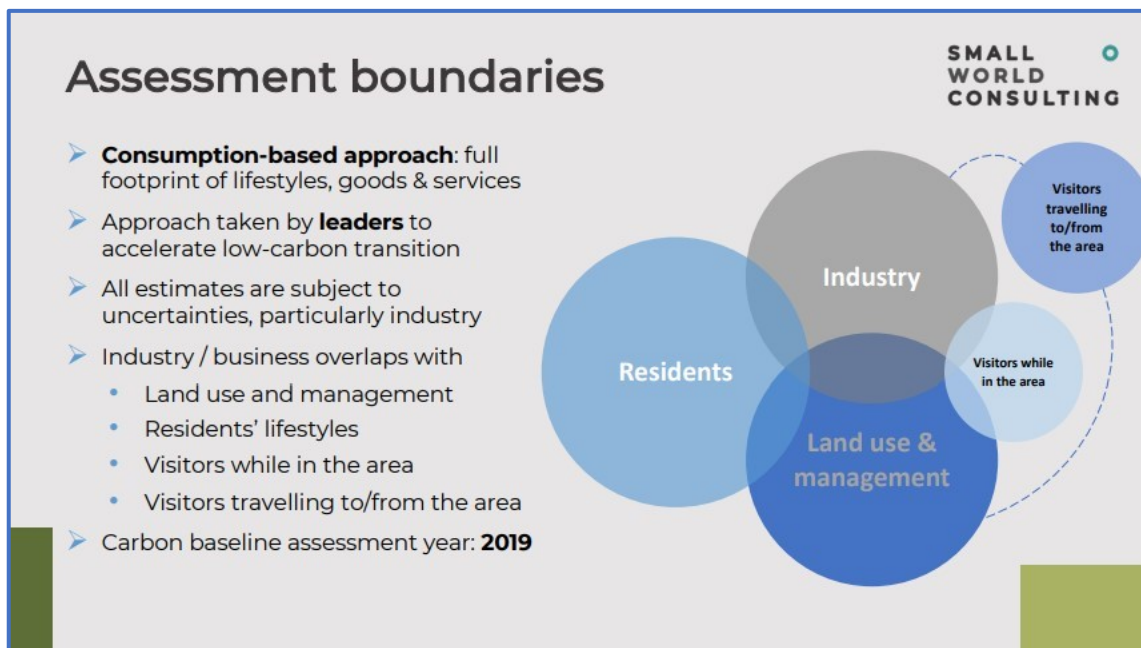 Assessment boundaries
SMALL
WORLD
CONSULTING
➢ Consumption-based approach: full
footprint of lifestyles, goods & services
➢ Approach taken by leaders to
accelerate low-carbon transition
➢ All estimates are subject to
uncertainties, particularly industry
➢ Industry / business overlaps with
• Land use and management
• Residents’ lifestyles
• Visitors while in the area
• Visitors travelling to/from the area
➢ Carbon baseline assessment year: 2019
Visitors
travelling
to/from
the area
Industry
Residents
Visitors while
in the area
Land use &
management